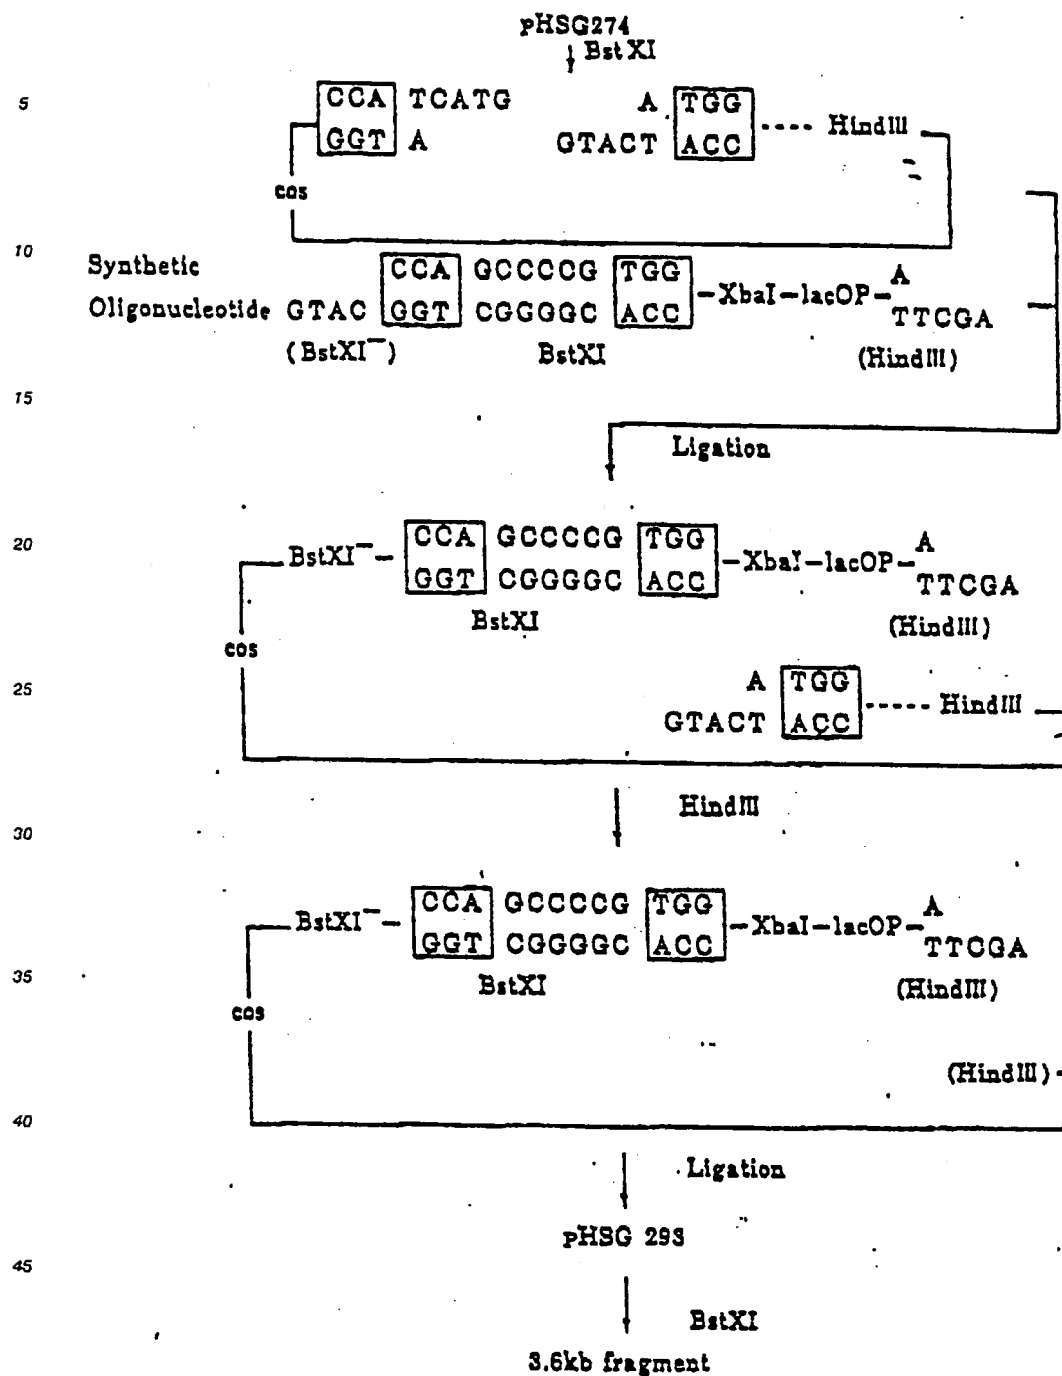 pHSG274
BstXI
5
CCA TCATG A TGG
GGT A GTACT ACC ---- HindIII
cos
10
Synthetic CCA GCCCCG TGG A
Oligonucleotide GTAC GGT CGGGGC ACC –XbaI–lacOP– TTCGA
(BstXI⁻) BstXI (HindIII)
15
Ligation
20
BstXI⁻– CCA GCCCCG TGG –XbaI–lacOP– A
GGT CGGGGC ACC TTCGA
BstXI (HindIII)
cos
25
A TGG
GTACT ACC ---- HindIII
HindIII
30
BstXI⁻– CCA GCCCCG TGG –XbaI–lacOP– A
GGT CGGGGC ACC TTCGA
35
BstXI (HindIII)
cos
(HindIII)
40
Ligation
pHSG 293
45
BstXI
3.6kb fragment